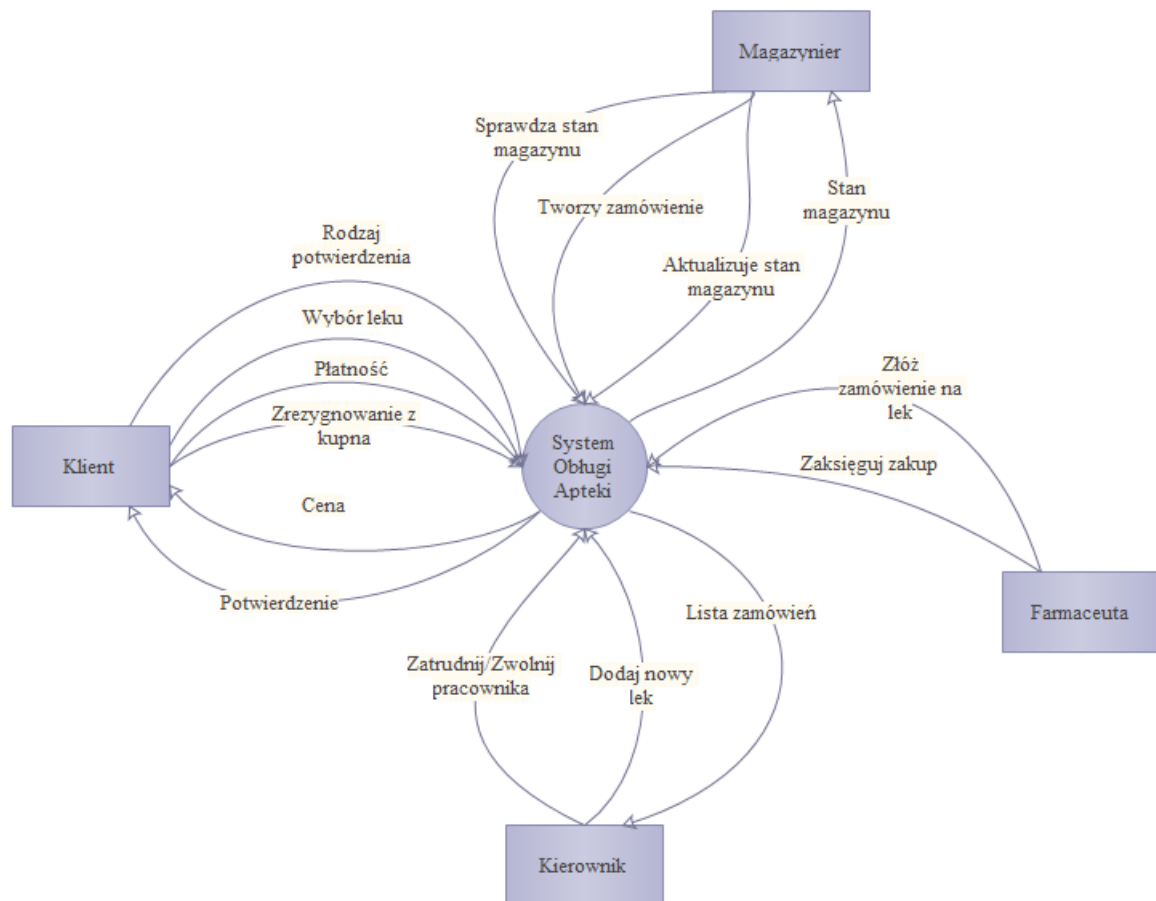 Magazynier
Sprawdza stan
magazynu
Stan
magazynu
Tworzy zamówienie
Rodzaj
potwierdzenia
Aktualizuje stan
magazynu
Wybór leku
Płatność
Złóż
zamówienie na
lek
Zrezygnowanie z
kupna
Klient
System
Obługi
Apteki
Zaksięguj zakup
Cena
Potwierdzenie
Lista zamówień
Farmaceuta
Zatrudnij/Zwolnij
pracownika
Dodaj nowy
lek
Kierownik